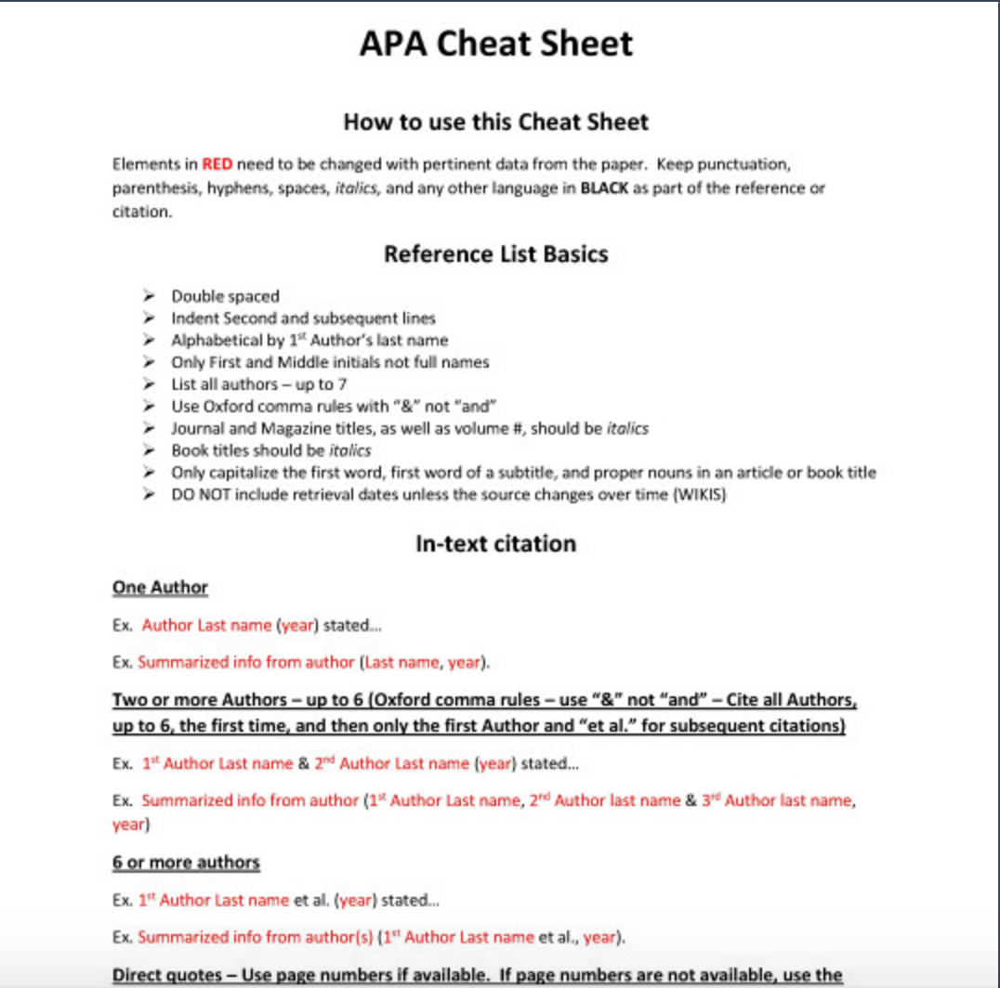 APA Cheat Sheet
How to use this Cheat Sheet
Elements in RED need to be changed with pertinent data from the paper.  Keep punctuation,
parenthesis, hyphens, spaces, italics, and any other language in BLACK as part of the reference or
citation.
Reference List Basics
➢ Double spaced
➢ Indent Second and subsequent lines
➢ Alphabetical by 1st Author's last name
➢ Only First and Middle initials not full names
➢ List all authors – up to 7
➢ Use Oxford comma rules with “&” not “and”
➢ Journal and Magazine titles, as well as volume #, should be italics
➢ Book titles should be italics
➢ Only capitalize the first word, first word of a subtitle, and proper nouns in an article or book title
➢ DO NOT include retrieval dates unless the source changes over time (WIKIS)
In-text citation
One Author
Ex.  Author Last name (year) stated…
Ex. Summarized info from author (Last name, year).
Two or more Authors – up to 6 (Oxford comma rules – use “&” not “and” – Cite all Authors,
up to 6, the first time, and then only the first Author and “et al.” for subsequent citations)
Ex.  1st Author Last name & 2nd Author Last name (year) stated…
Ex.  Summarized info from author (1st Author Last name, 2nd Author last name & 3rd Author last name,
year)
6 or more authors
Ex. 1st Author Last name et al. (year) stated…
Ex. Summarized info from author(s) (1st Author Last name et al., year).
Direct quotes – Use page numbers if available.  If page numbers are not available, use the